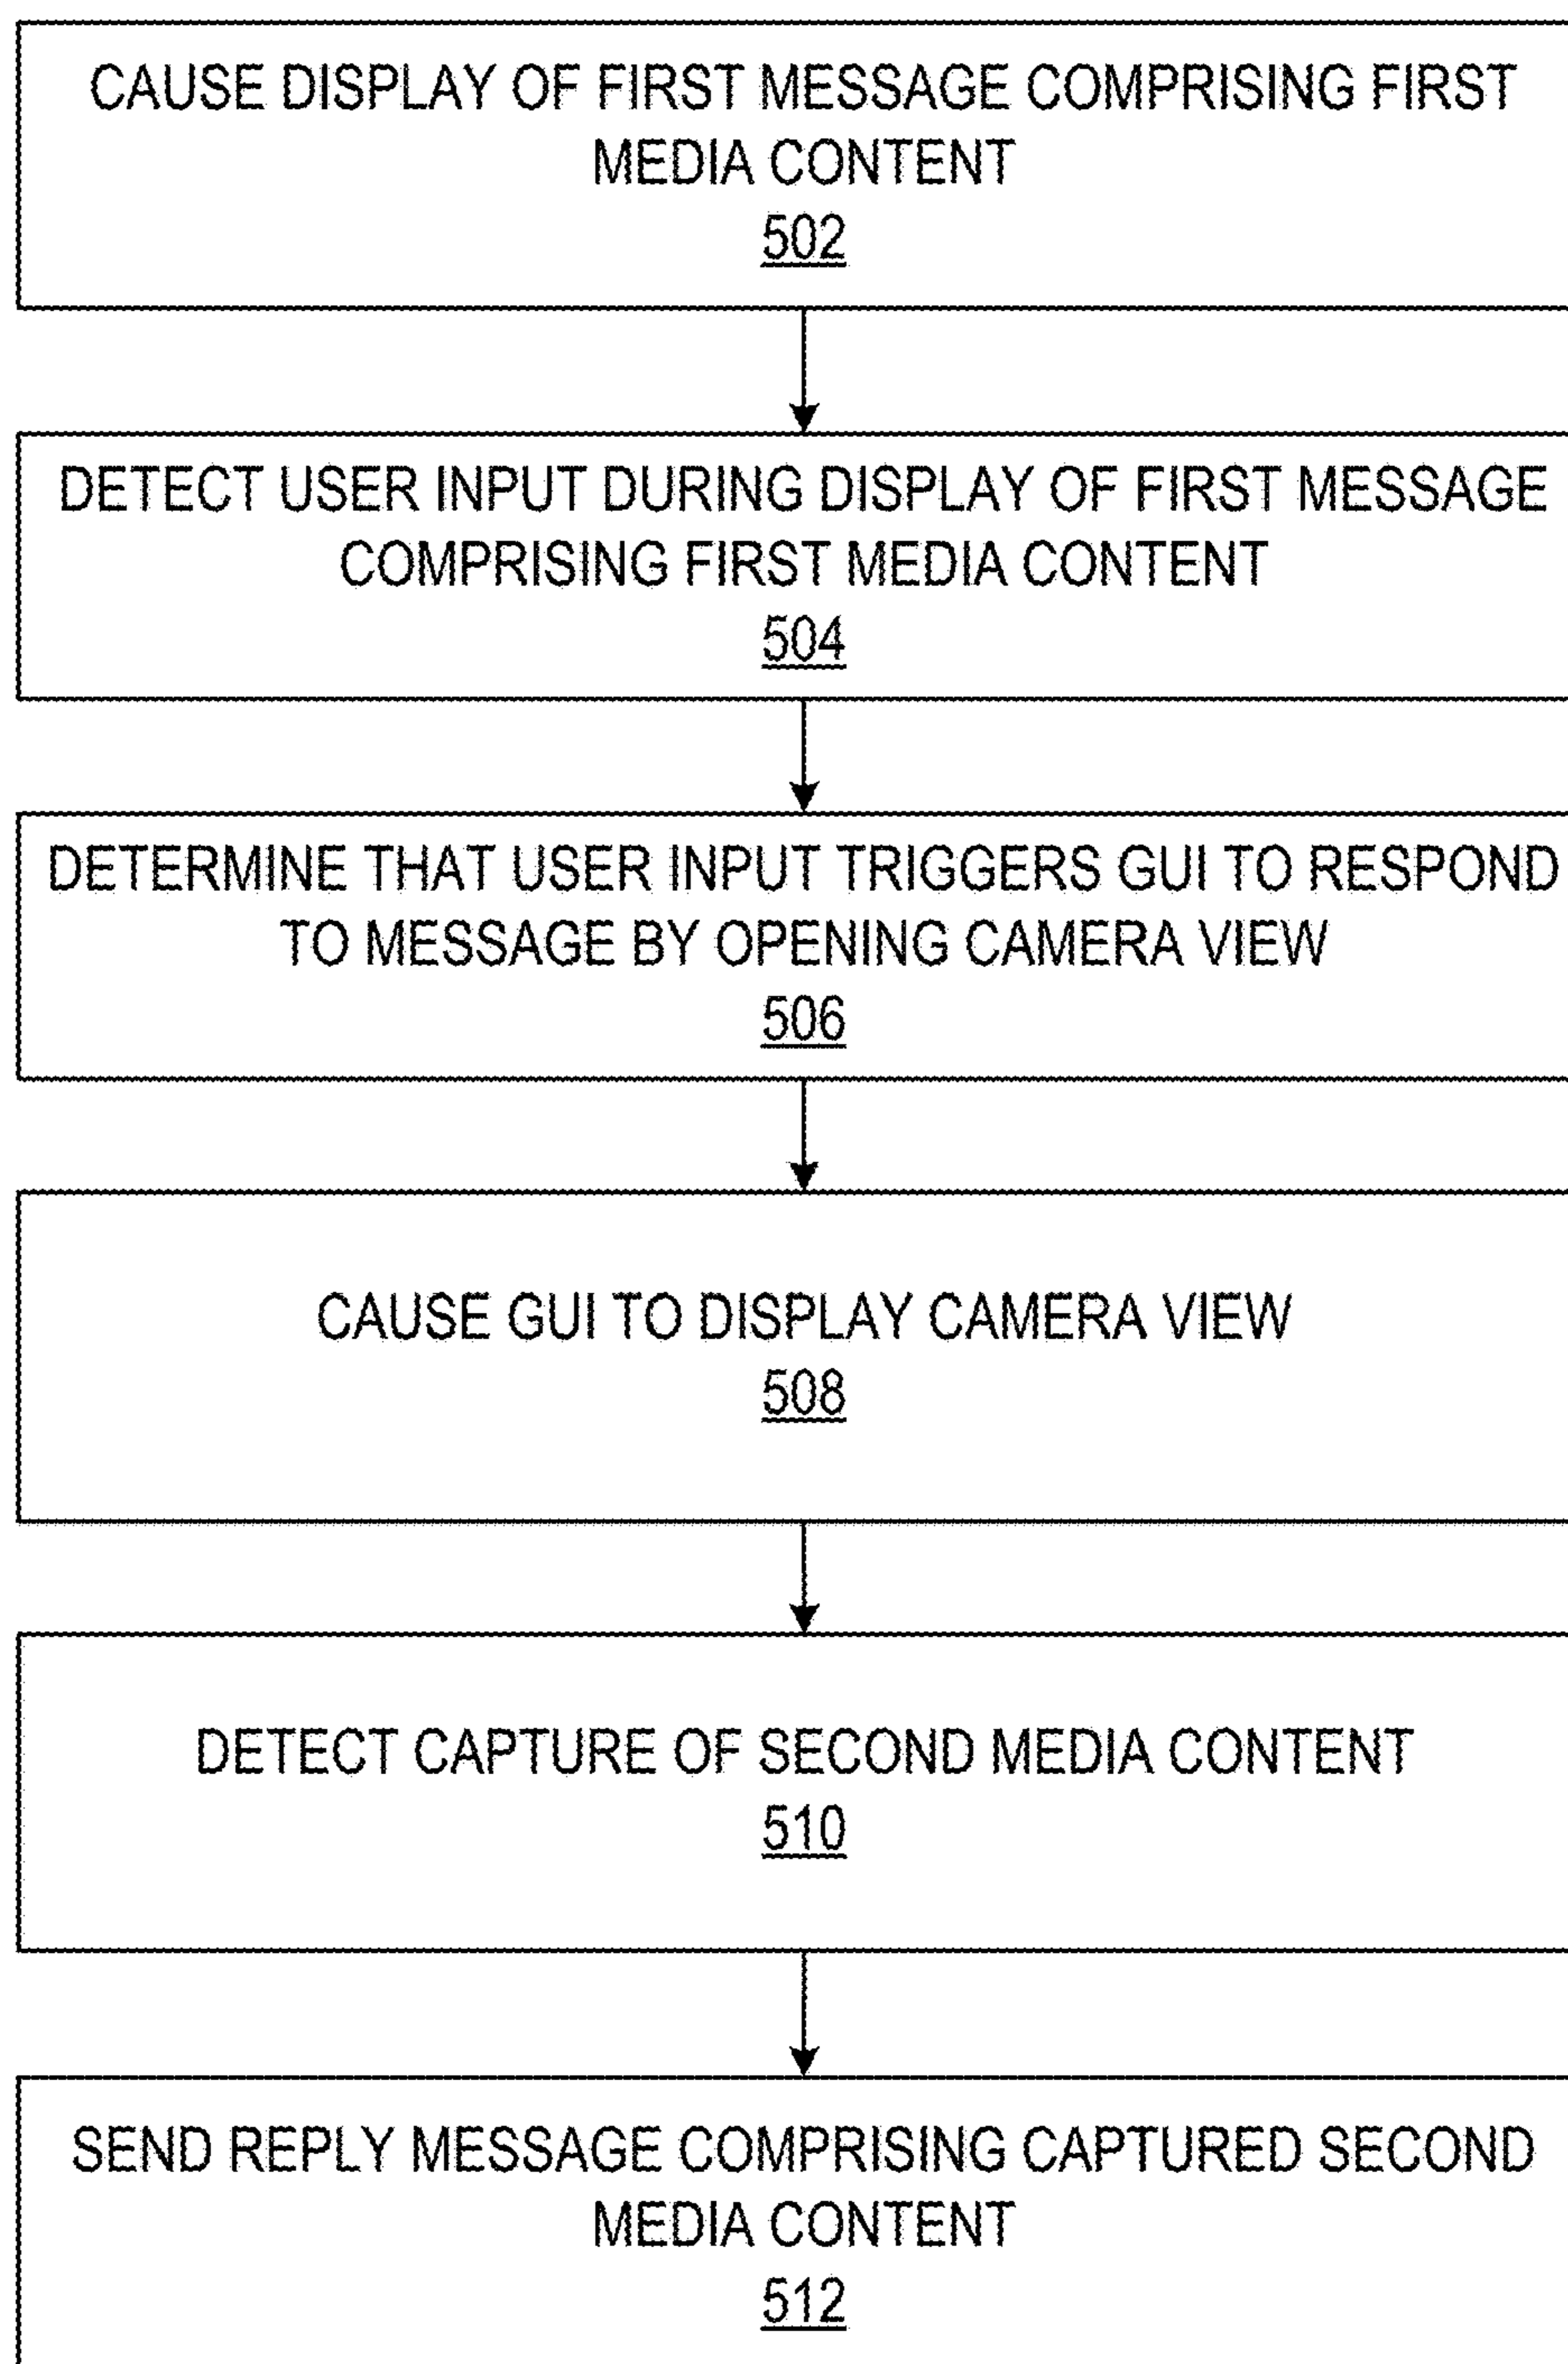 CAUSE DISPLAY OF FIRST MESSAGE COMPRISING FIRST
MEDIA CONTENT
502
DETECT USER INPUT DURING DISPLAY OF FIRST MESSAGE
COMPRISING FIRST MEDIA CONTENT
504
DETERMINE THAT USER INPUT TRIGGERS GUI TO RESPOND
TO MESSAGE BY OPENING CAMERA VIEW
506
CAUSE GUI TO DISPLAY CAMERA VIEW
508
DETECT CAPTURE OF SECOND MEDIA CONTENT
510
SEND REPLY MESSAGE COMPRISING CAPTURED SECOND
MEDIA CONTENT
512